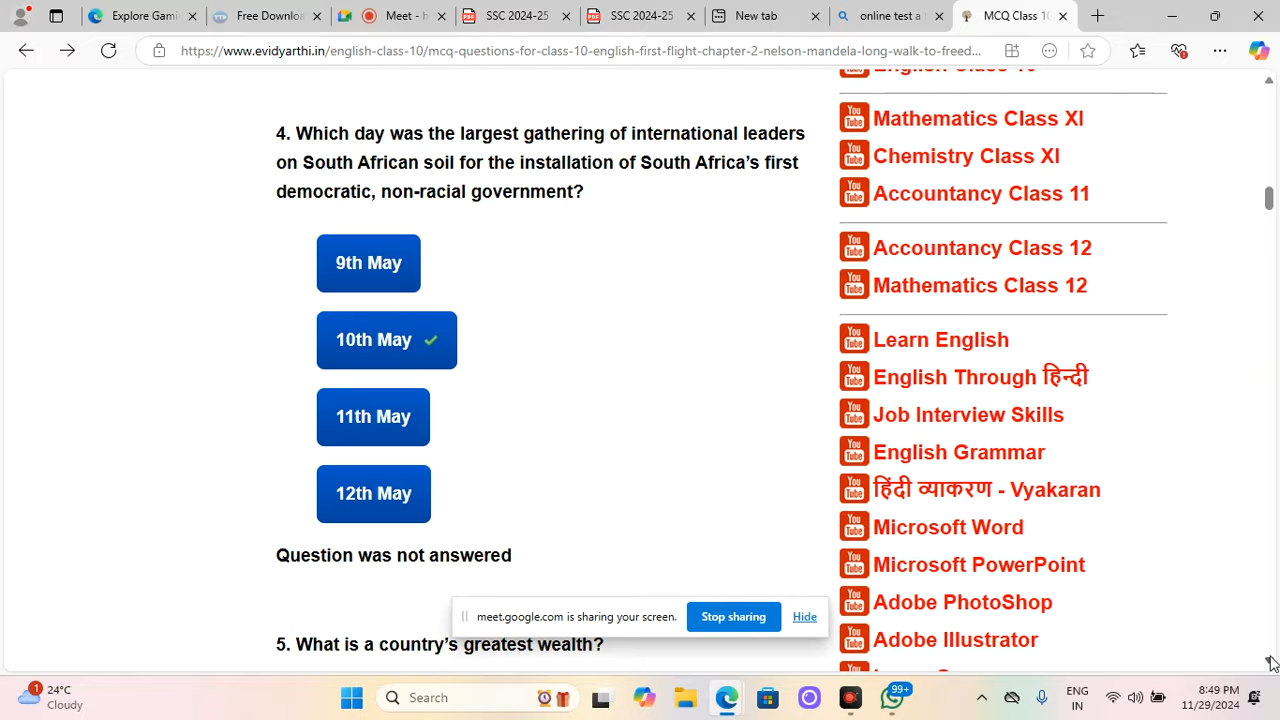 Explore Gami
Free Downlo
Meet -
SSC 2024-25
SSC 2024-25
New tab
online test a
MCQ Class
https://www.evidyarthi.in/english-class-10/mcq-questions-for-class-10-english-first-flight-chapter-2-nelson-mandela-long-walk-to-freed...
4. Which day was the largest gathering of international leaders
on South African soil for the installation of South Africa's first
democratic, non-racial government?
9th May
10th May
11th May
12th May
Question was not answered
5. What is a country's greatest wealth?
English Class 10
Mathematics Class XI
Chemistry Class XI
Accountancy Class 11
Accountancy Class 12
Mathematics Class 12
Learn English
English Through हिन्दी
Job Interview Skills
English Grammar
हिंदी व्याकरण - Vyakaran
Microsoft Word
Microsoft PowerPoint
Adobe PhotoShop
Adobe Illustrator
meet.google.com is sharing your screen.
Stop sharing
Hide
1
24°C
Cloudy
Search
99+
ENG
IN
8:49 PM
11/29/2024